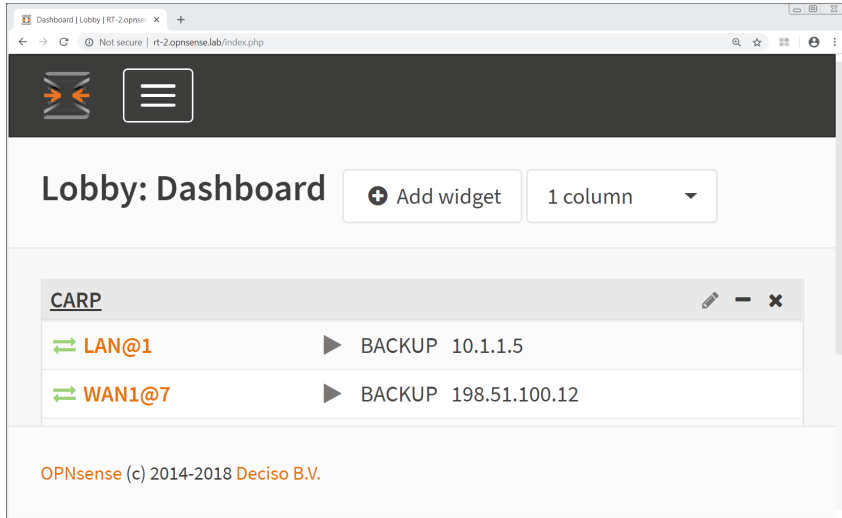 Dashboard | Lobby | RT-2.opnsen
Not secure | rt-2.opnsense.lab/index.php
Lobby: Dashboard
Add widget
1 column
CARP
LAN@1 BACKUP 10.1.1.5
WAN1@7 BACKUP 198.51.100.12
OPNsense (c) 2014-2018 Deciso B.V.